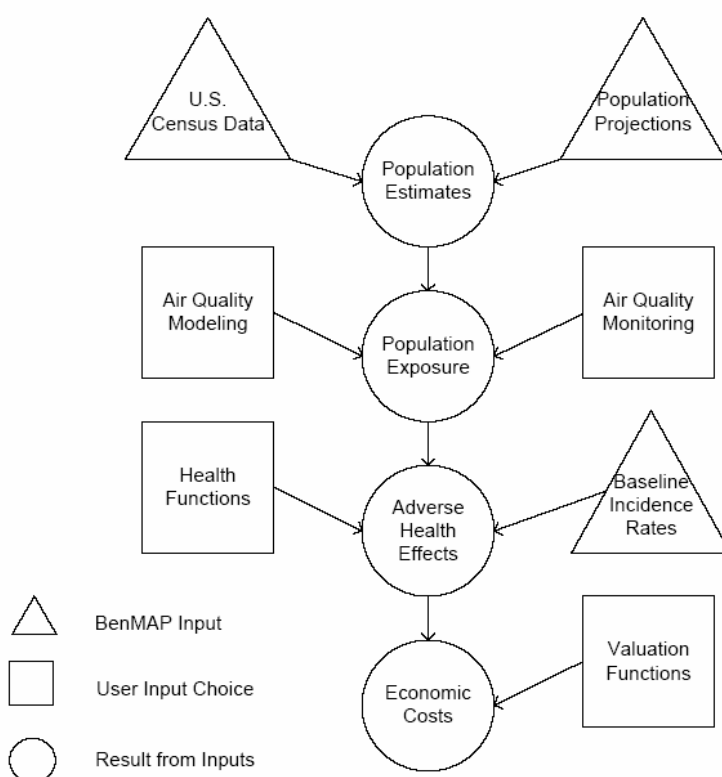 U.S.
Census Data
Population
Projections
Population
Estimates
Air Quality
Modeling
Air Quality
Monitoring
Population
Exposure
Health
Functions
Baseline
Incidence
Rates
Adverse
Health
Effects
BenMAP Input
Valuation
Functions
User Input Choice
Economic
Costs
Result from Inputs